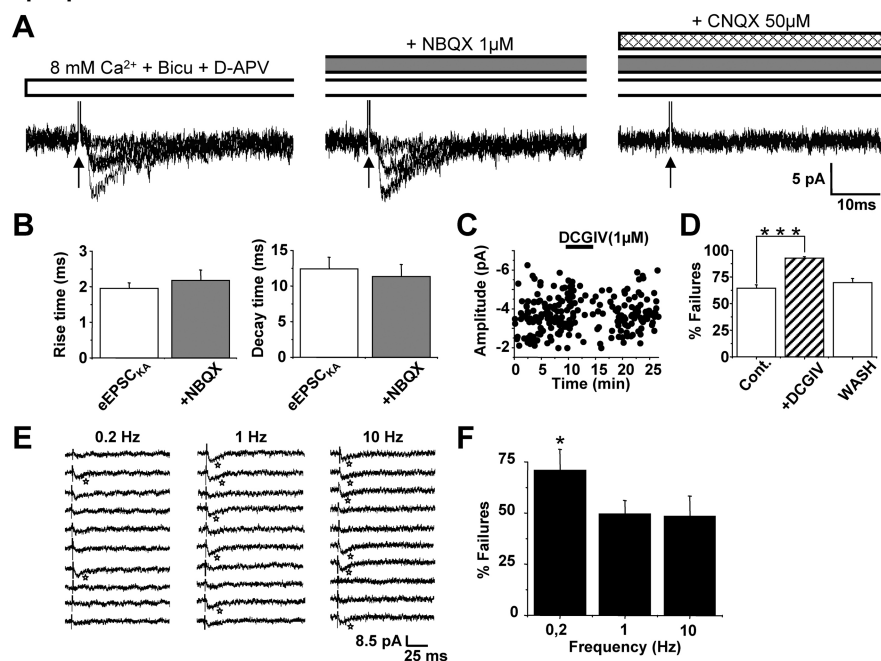 A
8 mm Ca²⁺ + Bicu + D-APV
+ NBQX 1µM
+ CNQX 50µM
5 pA
10ms
B
Rise time (ms)
4
3
2
1
0
eEPSC_KA
+NBQX
Decay time (ms)
15
10
5
0
eEPSC_KA
+NBQX
C
DCGIV(1µM)
Amplitude (pA)
-6
-4
-2
0
5
10
15
20
25
Time (min)
D
* * *
% Failures
100
75
50
25
0
Cont.
+DCGIV
WASH
E
0.2 Hz
1 Hz
10 Hz
8.5 pA
25 ms
F
*
% Failures
75
50
25
0
0,2
1
10
Frequency (Hz)